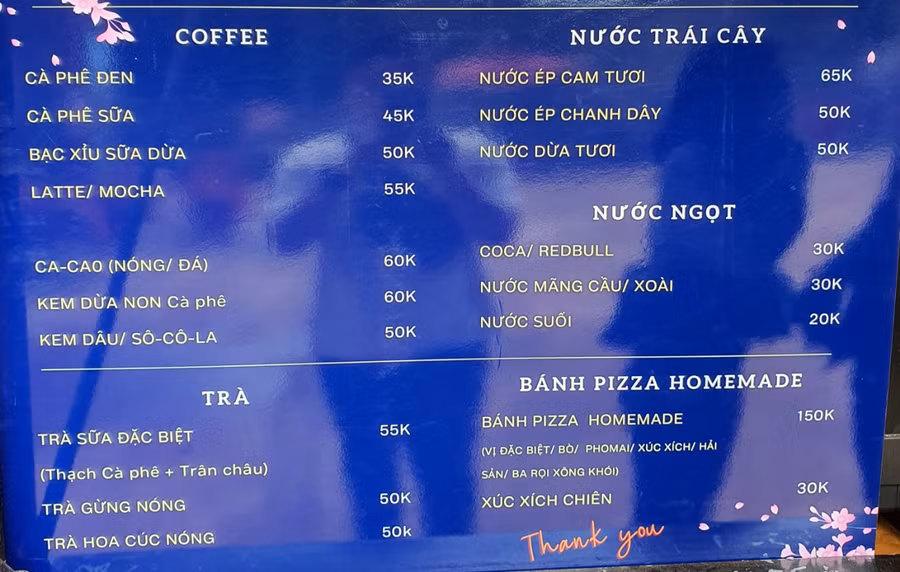 COFFEE
CÀ PHÊ ĐEN 35K
CÀ PHÊ SỮA 45K
BẠC XỈU SỮA DỪA 50K
LATTE/ MOCHA 55K
CA-CAO (NÓNG/ ĐÁ) 60K
KEM DỪA NON Cà phê 60K
KEM DÂU/ SÔ-CÔ-LA 50K
TRÀ
TRÀ SỮA ĐẶC BIỆT 55K
(Thạch Cà phê + Trân châu)
TRÀ GỪNG NÓNG 50K
TRÀ HOA CÚC NÓNG 50k
NƯỚC TRÁI CÂY
NƯỚC ÉP CAM TƯƠI 65K
NƯỚC ÉP CHANH DÂY 50K
NƯỚC DỪA TƯƠI 50K
NƯỚC NGỌT
COCA/ REDBULL 30K
NƯỚC MÃNG CẦU/ XOÀI 30K
NƯỚC SUỐI 20K
BÁNH PIZZA HOMEMADE
BÁNH PIZZA HOMEMADE 150K
(VỊ ĐẶC BIỆT/ BÒ/ PHOMAI/ XÚC XÍCH/ HẢI
SẢN/ BA RỌI XÔNG KHÓI)
XÚC XÍCH CHIÊN 30K
Thank you